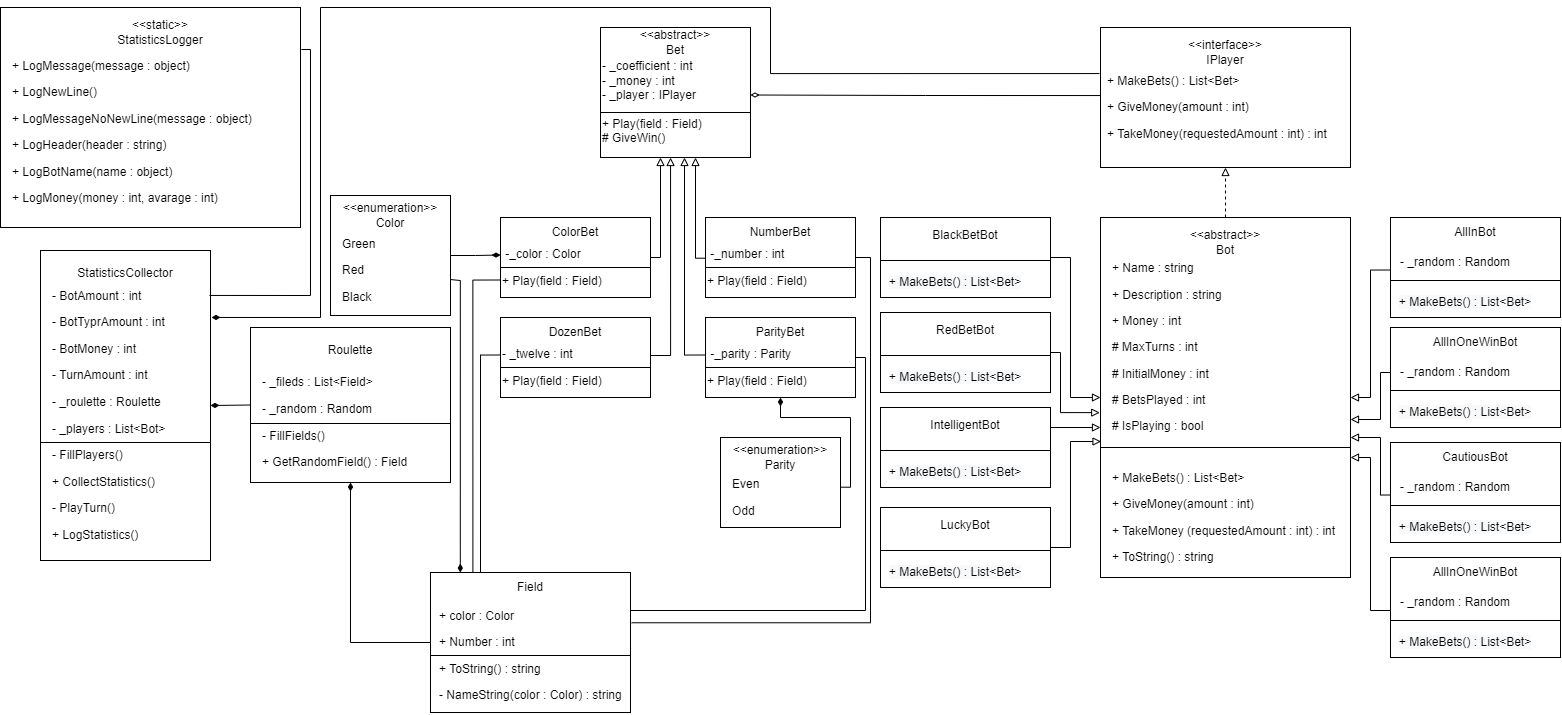 <<static>>
StatisticsLogger
+ LogMessage(message : object)
+ LogNewLine()
+ LogMessageNoNewLine(message : object)
+ LogHeader(header : string)
+ LogBotName(name : object)
+ LogMoney(money : int, avarage : int)
<<abstract>>
Bet
- _coefficient : int
- _money : int
- _player : IPlayer
+ Play(field : Field)
# GiveWin()
<<interface>>
IPlayer
+ MakeBets() : List<Bet>
+ GiveMoney(amount : int)
+ TakeMoney(requestedAmount : int) : int
<<enumeration>>
Color
Green
Red
Black
ColorBet
-_color : Color
+ Play(field : Field)
NumberBet
-_number : int
+ Play(field : Field)
DozenBet
-_twelve : int
+ Play(field : Field)
ParityBet
-_parity : Parity
+ Play(field : Field)
<<enumeration>>
Parity
Even
Odd
StatisticsCollector
- BotAmount : int
- BotTyprAmount : int
- BotMoney : int
- TurnAmount : int
- _roulette : Roulette
- _players : List<Bot>
- FillPlayers()
+ CollectStatistics()
- PlayTurn()
+ LogStatistics()
Roulette
- _fileds : List<Field>
- _random : Random
- FillFields()
+ GetRandomField() : Field
Field
+ color : Color
+ Number : int
+ ToString() : string
- NameString(color : Color) : string
BlackBetBot
+ MakeBets() : List<Bet>
RedBetBot
+ MakeBets() : List<Bet>
IntelligentBot
+ MakeBets() : List<Bet>
LuckyBot
+ MakeBets() : List<Bet>
<<abstract>>
Bot
+ Name : string
+ Description : string
+ Money : int
# MaxTurns : int
# InitialMoney : int
# BetsPlayed : int
# IsPlaying : bool
+ MakeBets() : List<Bet>
+ GiveMoney(amount : int)
+ TakeMoney (requestedAmount : int) : int
+ ToString() : string
AllInBot
- _random : Random
+ MakeBets() : List<Bet>
AllInOneWinBot
- _random : Random
+ MakeBets() : List<Bet>
CautiousBot
- _random : Random
+ MakeBets() : List<Bet>
AllInOneWinBot
- _random : Random
+ MakeBets() : List<Bet>